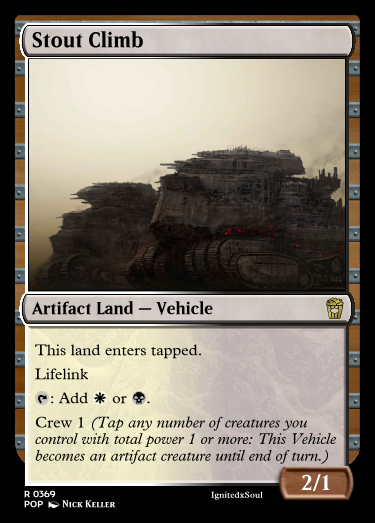 Stout Climb
Artifact Land — Vehicle
This land enters tapped.
Lifelink
: Add or .
Crew 1 (Tap any number of creatures you
control with total power 1 or more: This Vehicle
becomes an artifact creature until end of turn.)
2/1
R 0369
POP Nick Keller
IgnitedxSoul